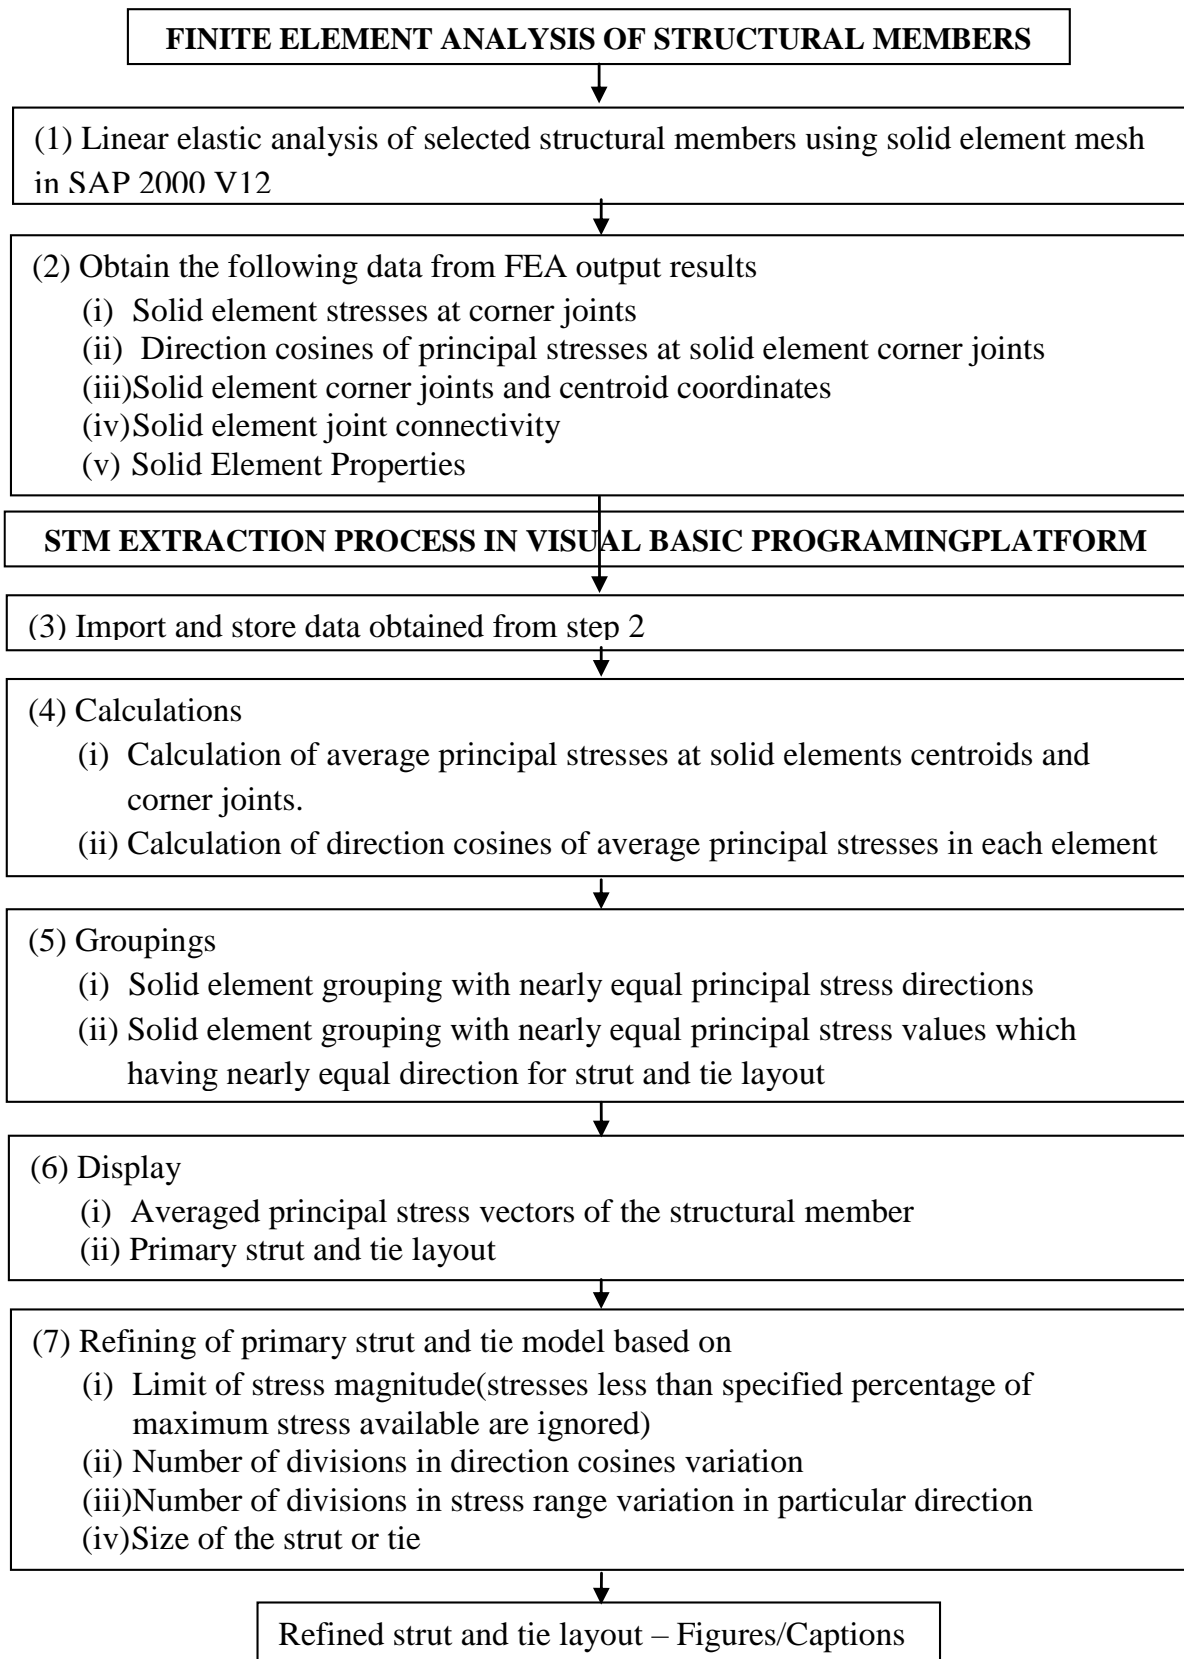 FINITE ELEMENT ANALYSIS OF STRUCTURAL MEMBERS
(1) Linear elastic analysis of selected structural members using solid element mesh
in SAP 2000 V12
(2) Obtain the following data from FEA output results
(i) Solid element stresses at corner joints
(ii) Direction cosines of principal stresses at solid element corner joints
(iii)Solid element corner joints and centroid coordinates
(iv)Solid element joint connectivity
(v) Solid Element Properties
STM EXTRACTION PROCESS IN VISUAL BASIC PROGRAMINGPLATFORM
(3) Import and store data obtained from step 2
(4) Calculations
(i) Calculation of average principal stresses at solid elements centroids and
corner joints.
(ii) Calculation of direction cosines of average principal stresses in each element
(5) Groupings
(i) Solid element grouping with nearly equal principal stress directions
(ii) Solid element grouping with nearly equal principal stress values which
having nearly equal direction for strut and tie layout
(6) Display
(i) Averaged principal stress vectors of the structural member
(ii) Primary strut and tie layout
(7) Refining of primary strut and tie model based on
(i) Limit of stress magnitude(stresses less than specified percentage of
maximum stress available are ignored)
(ii) Number of divisions in direction cosines variation
(iii)Number of divisions in stress range variation in particular direction
(iv)Size of the strut or tie
Refined strut and tie layout – Figures/Captions